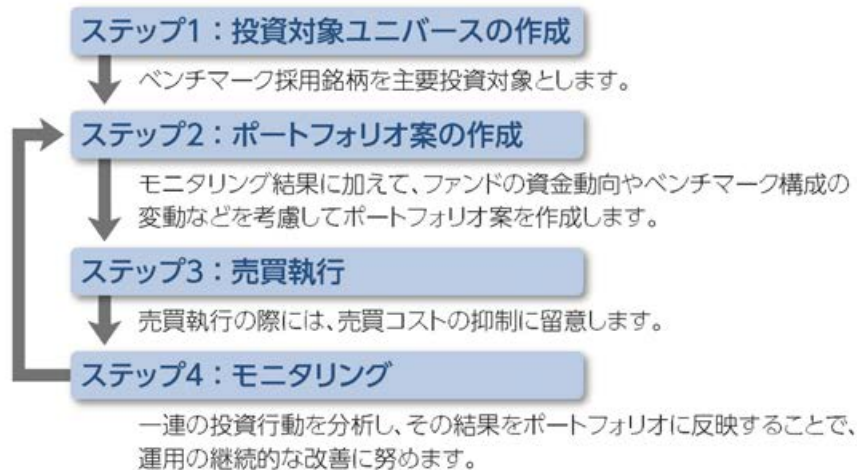 ステップ1：投資対象ユニバースの作成
ベンチマーク採用銘柄を主要投資対象とします。
ステップ2：ポートフォリオ案の作成
モニタリング結果に加えて、ファンドの資金動向やベンチマーク構成の
変動などを考慮してポートフォリオ案を作成します。
ステップ3：売買執行
売買執行の際には、売買コストの抑制に留意します。
ステップ4：モニタリング
一連の投資行動を分析し、その結果をポートフォリオに反映することで、
運用の継続的な改善に努めます。